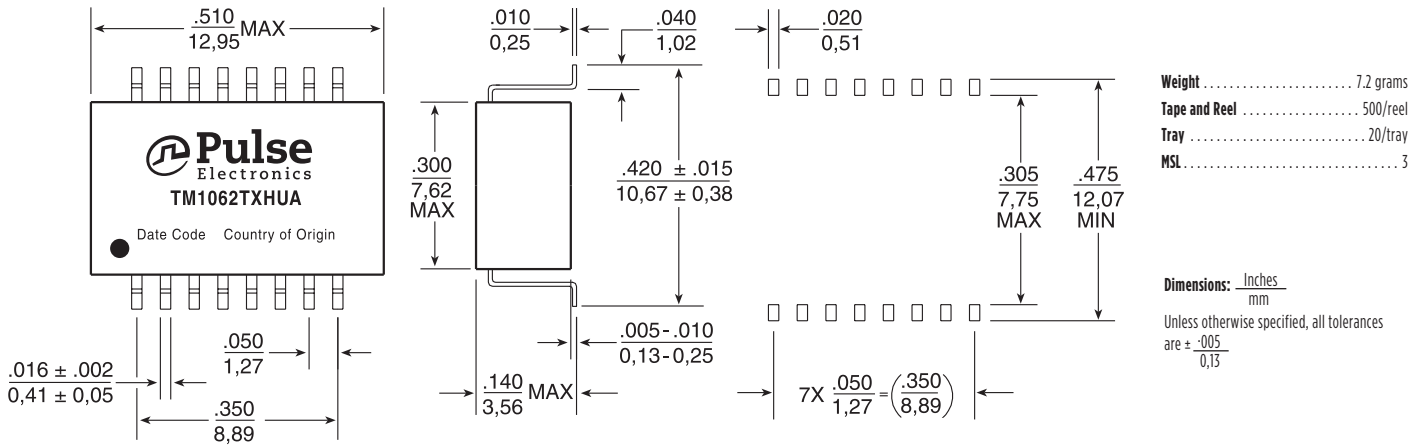 .510
12,95 MAX
.010
0,25
.040
1,02
.020
0,51
Pulse
Electronics
TM1062TXHUA
Date Code Country of Origin
.300
7,62
MAX
.420 ± .015
10,67 ± 0,38
.305
7,75
MAX
.475
12,07
MIN
.016 ± .002
0,41 ± 0,05
.050
1,27
.350
8,89
.005-.010
0,13-0,25
.140
3,56 MAX
7X .050
1,27 = (.350
8,89)
Weight ...................... 7.2 grams
Tape and Reel .................. 500/reel
Tray ........................... 20/tray
MSL .................................. 3
Dimensions: Inches
mm
Unless otherwise specified, all tolerances
are ± .005
0,13